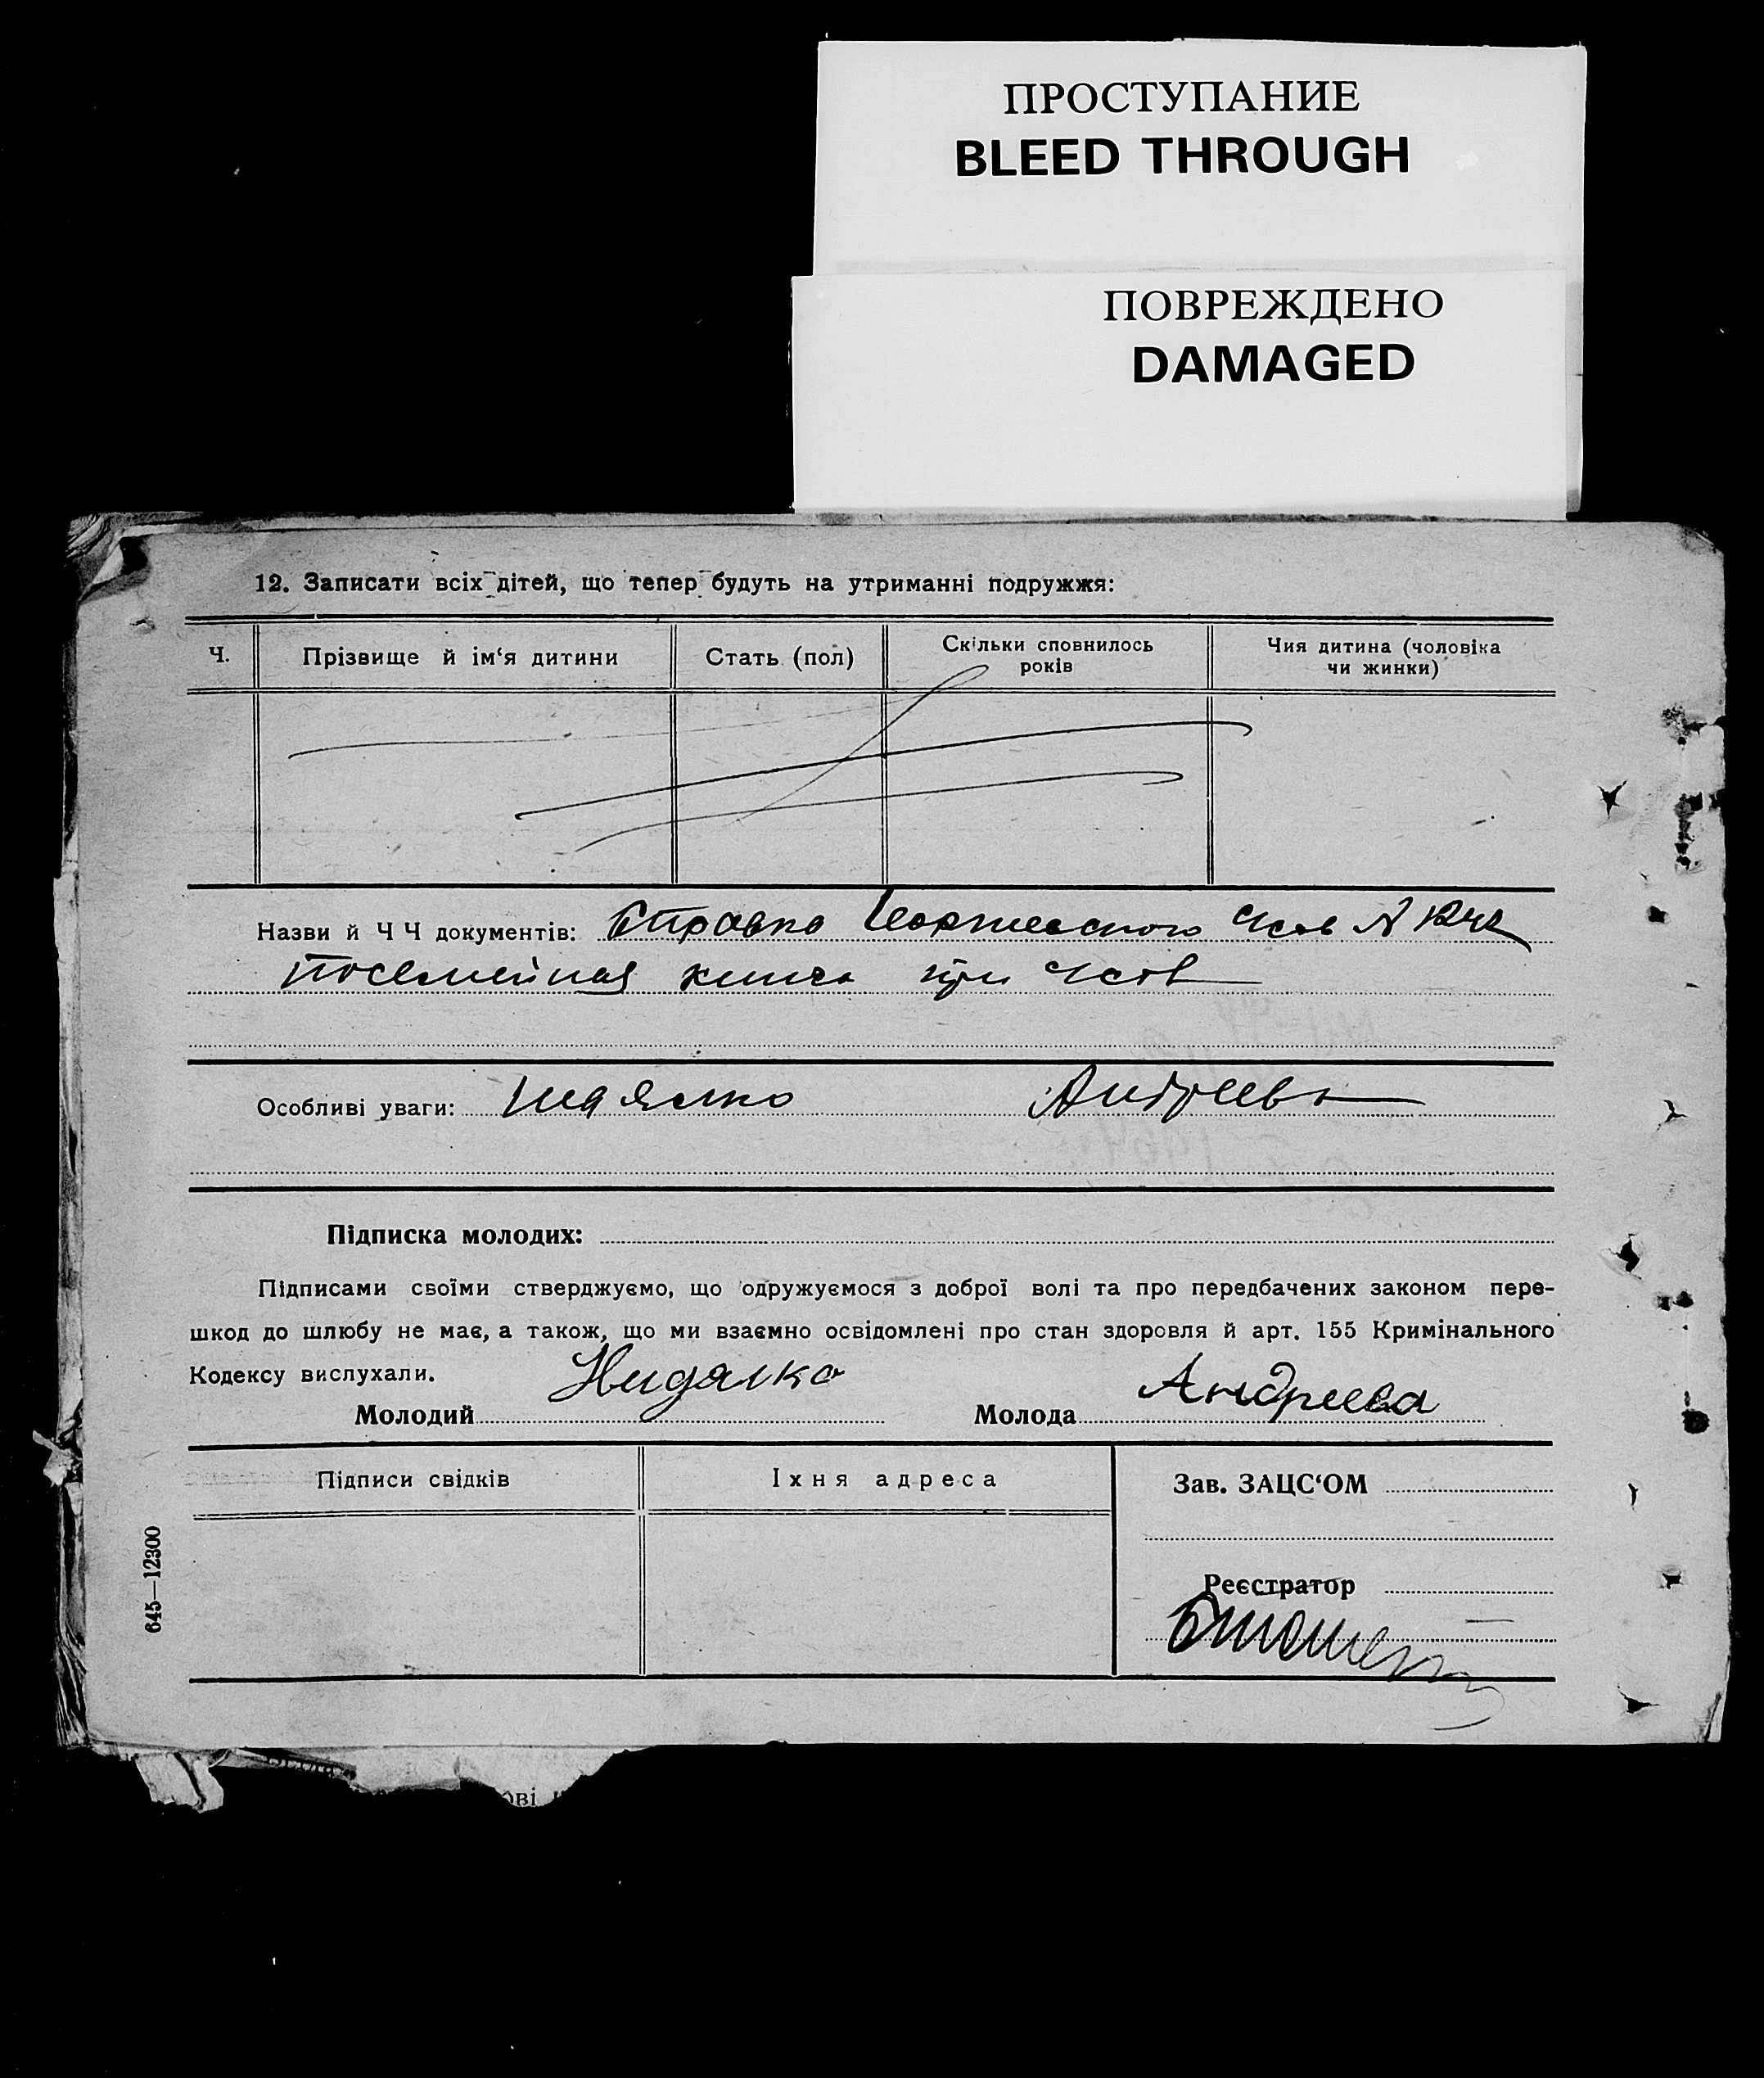 ПРОСТУПАНИЕ
BLEED THROUGH
ПОВРЕЖДЕНО
DAMAGED
12. Записати всіх дітей, що тепер будуть на утриманні подружжя:
Ч.
Прізвище й ім‘я дитини
Стать (пол)
Скільки сповнилось
років
Чия дитина (чоловіка
чи жинки)
Назви й Ч Ч документів: Справка
Посемейная книга при
Особливі уваги: Андреева
Підписка молодих:
Підписами своїми стверджуємо, що одружуємося з доброї волі та про передбачених законом пере-
шкод до шлюбу не має, а також, що ми взаємно освідомлені про стан здоровля й арт. 155 Кримінального
Кодексу вислухали.
Молодий Нидялко Молода Андреева
Підписи свідків
Їхня адреса
Зав. ЗАЦС‘ОМ
Реєстратор
645—12300
ові